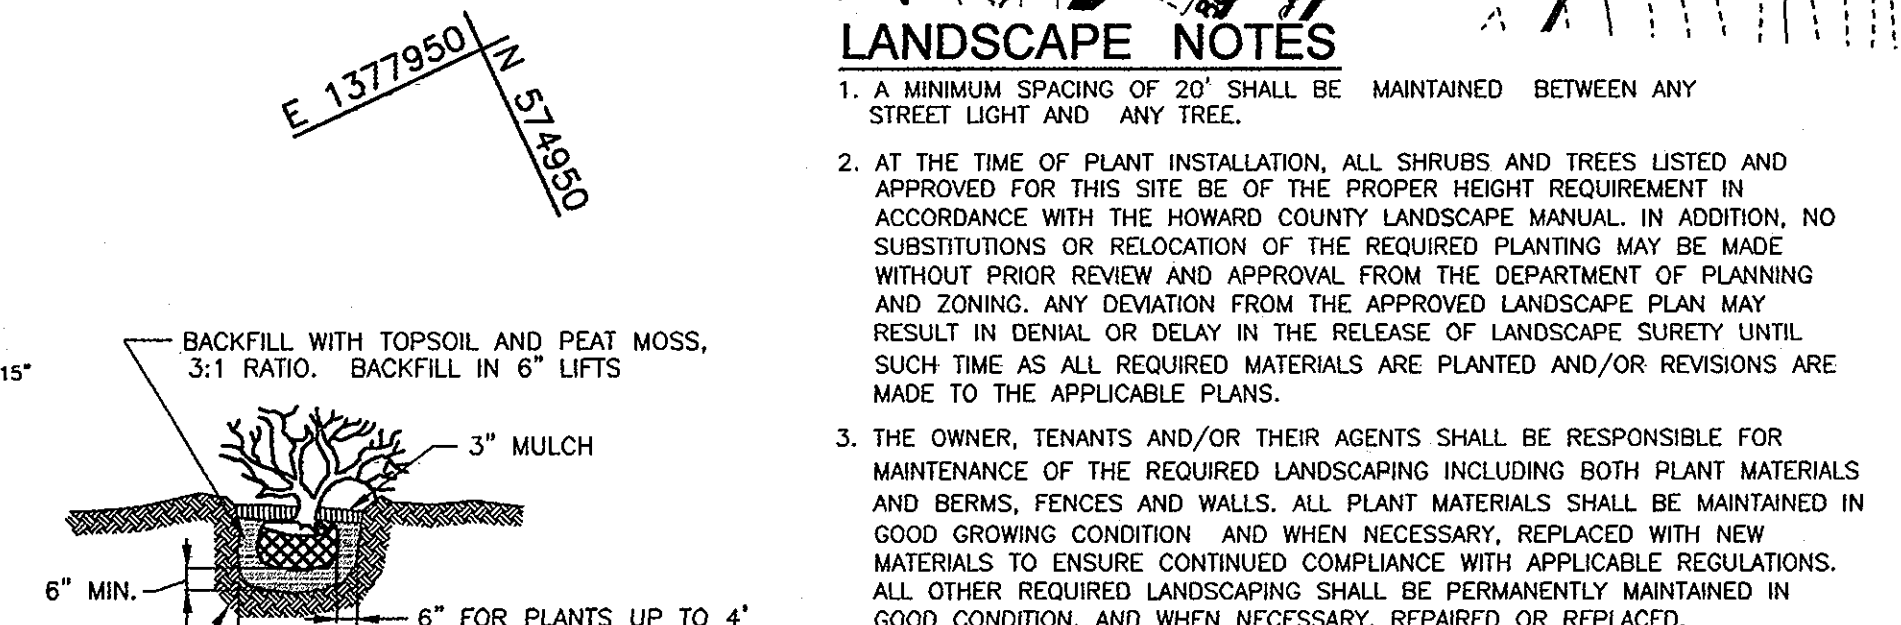 E 1377950
N 574950
15"
BACKFILL WITH TOPSOIL AND PEAT MOSS,
3:1 RATIO. BACKFILL IN 6" LIFTS
3" MULCH
6" MIN.
6" FOR PLANTS UP TO 4'
LANDSCAPE NOTES
1. A MINIMUM SPACING OF 20' SHALL BE MAINTAINED BETWEEN ANY
STREET LIGHT AND ANY TREE.
2. AT THE TIME OF PLANT INSTALLATION, ALL SHRUBS AND TREES LISTED AND
APPROVED FOR THIS SITE BE OF THE PROPER HEIGHT REQUIREMENT IN
ACCORDANCE WITH THE HOWARD COUNTY LANDSCAPE MANUAL. IN ADDITION, NO
SUBSTITUTIONS OR RELOCATION OF THE REQUIRED PLANTING MAY BE MADE
WITHOUT PRIOR REVIEW AND APPROVAL FROM THE DEPARTMENT OF PLANNING
AND ZONING. ANY DEVIATION FROM THE APPROVED LANDSCAPE PLAN MAY
RESULT IN DENIAL OR DELAY IN THE RELEASE OF LANDSCAPE SURETY UNTIL
SUCH TIME AS ALL REQUIRED MATERIALS ARE PLANTED AND/OR REVISIONS ARE
MADE TO THE APPLICABLE PLANS.
3. THE OWNER, TENANTS AND/OR THEIR AGENTS SHALL BE RESPONSIBLE FOR
MAINTENANCE OF THE REQUIRED LANDSCAPING INCLUDING BOTH PLANT MATERIALS
AND BERMS, FENCES AND WALLS. ALL PLANT MATERIALS SHALL BE MAINTAINED IN
GOOD GROWING CONDITION AND WHEN NECESSARY, REPLACED WITH NEW
MATERIALS TO ENSURE CONTINUED COMPLIANCE WITH APPLICABLE REGULATIONS.
ALL OTHER REQUIRED LANDSCAPING SHALL BE PERMANENTLY MAINTAINED IN
GOOD CONDITION, AND WHEN NECESSARY, REPAIRED OR REPLACED.